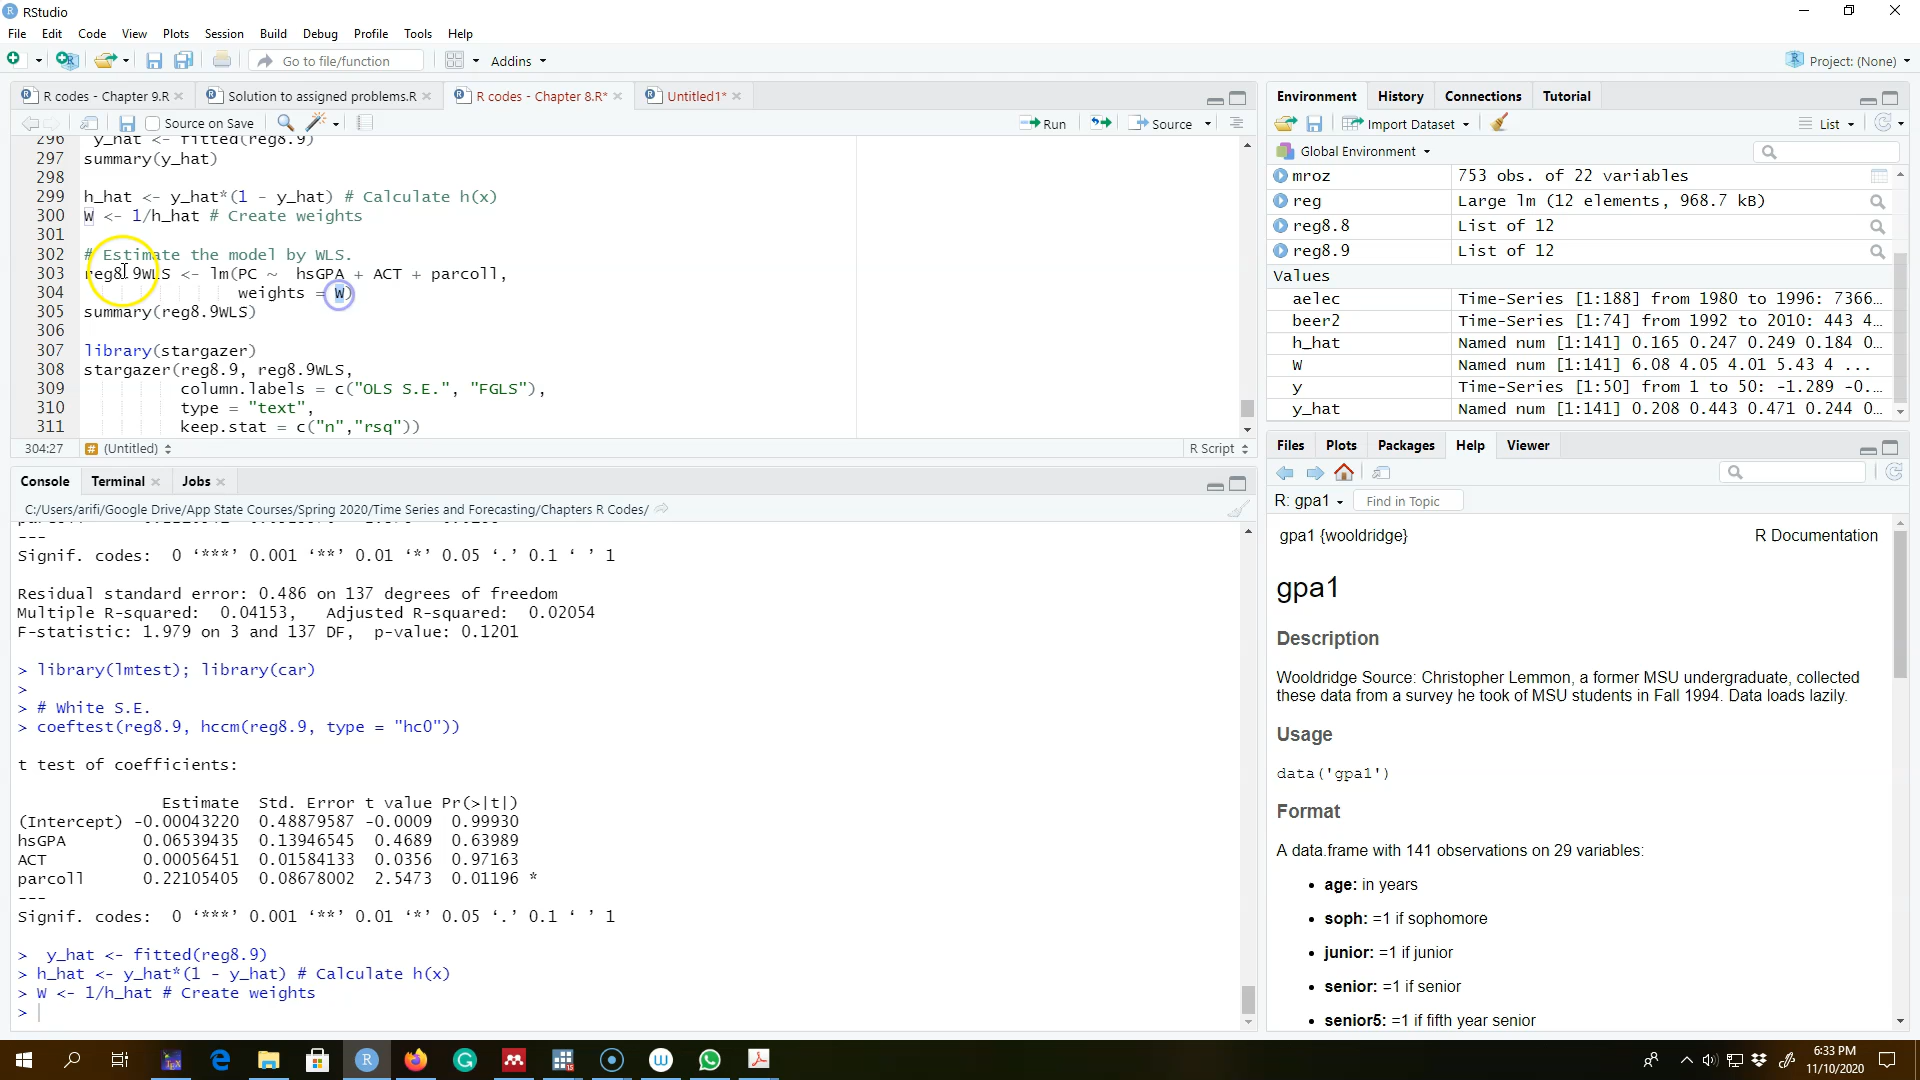 RStudio
File Edit Code View Plots Session Build Debug Profile Tools Help
Go to file/function Addins Project: (None)
R codes - Chapter 9.R Solution to assigned problems.R R codes - Chapter 8.R* Untitled1*
Source on Save Run Source
296 y_hat <- fitted(reg8.9)
297 summary(y_hat)
298
299 h_hat <- y_hat*(1 - y_hat) # Calculate h(x)
300 W <- 1/h_hat # Create weights
301
302 # Estimate the model by WLS.
303 reg8.9WLS <- lm(PC ~ hsGPA + ACT + parcoll,
304 weights = W)
305 summary(reg8.9WLS)
306
307 library(stargazer)
308 stargazer(reg8.9, reg8.9WLS,
309 column.labels = c("OLS S.E.", "FGLS"),
310 type = "text",
311 keep.stat = c("n","rsq"))
304:27 # (Untitled) R Script
Console Terminal Jobs
C:/Users/arifi/Google Drive/App State Courses/Spring 2020/Time Series and Forecasting/Chapters R Codes/
---
Signif. codes: 0 ‘***’ 0.001 ‘**’ 0.01 ‘*’ 0.05 ‘.’ 0.1 ‘ ’ 1
Residual standard error: 0.486 on 137 degrees of freedom
Multiple R-squared: 0.04153, Adjusted R-squared: 0.02054
F-statistic: 1.979 on 3 and 137 DF, p-value: 0.1201
> library(lmtest); library(car)
>
> # White S.E.
> coeftest(reg8.9, hccm(reg8.9, type = "hc0"))
t test of coefficients:
Estimate Std. Error t value Pr(>|t|)
(Intercept) -0.00043220 0.48879587 -0.0009 0.99930
hsGPA 0.06539435 0.13946545 0.4689 0.63989
ACT 0.00056451 0.01584133 0.0356 0.97163
parcoll 0.22105405 0.08678002 2.5473 0.01196 *
---
Signif. codes: 0 ‘***’ 0.001 ‘**’ 0.01 ‘*’ 0.05 ‘.’ 0.1 ‘ ’ 1
> y_hat <- fitted(reg8.9)
> h_hat <- y_hat*(1 - y_hat) # Calculate h(x)
> W <- 1/h_hat # Create weights
>
Environment History Connections Tutorial
Import Dataset List
Global Environment
mroz 753 obs. of 22 variables
reg Large lm (12 elements, 968.7 kB)
reg8.8 List of 12
reg8.9 List of 12
Values
aelec Time-Series [1:188] from 1980 to 1996: 7366…
beer2 Time-Series [1:74] from 1992 to 2010: 443 4…
h_hat Named num [1:141] 0.165 0.247 0.249 0.184 0…
W Named num [1:141] 6.08 4.05 4.01 5.43 4 ...
y Time-Series [1:50] from 1 to 50: -1.289 -0.…
y_hat Named num [1:141] 0.208 0.443 0.471 0.244 0…
Files Plots Packages Help Viewer
R: gpa1 Find in Topic
gpa1 {wooldridge} R Documentation
gpa1
Description
Wooldridge Source: Christopher Lemmon, a former MSU undergraduate, collected
these data from a survey he took of MSU students in Fall 1994. Data loads lazily.
Usage
data('gpa1')
Format
A data.frame with 141 observations on 29 variables:
• age: in years
• soph: =1 if sophomore
• junior: =1 if junior
• senior: =1 if senior
• senior5: =1 if fifth year senior
6:33 PM
11/10/2020